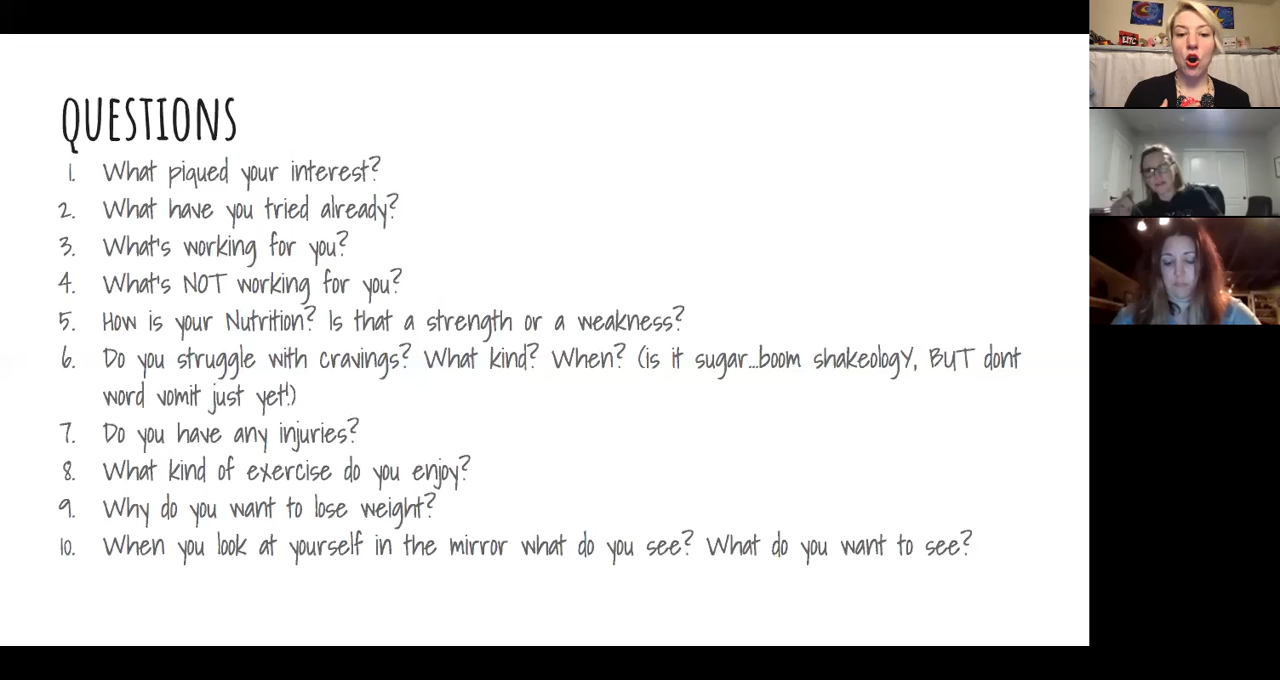 QUESTIONS
1. What piqued your interest?
2. What have you tried already?
3. What's working for you?
4. What's NOT working for you?
5. How is your Nutrition? Is that a strength or a weakness?
6. Do you struggle with cravings? What kind? When? (is it sugar...boom shakeologY, BUT dont
word vomit just yet!)
7. Do you have any injuries?
8. What kind of exercise do you enjoy?
9. Why do you want to lose weight?
10. When you look at yourself in the mirror what do you see? What do you want to see?